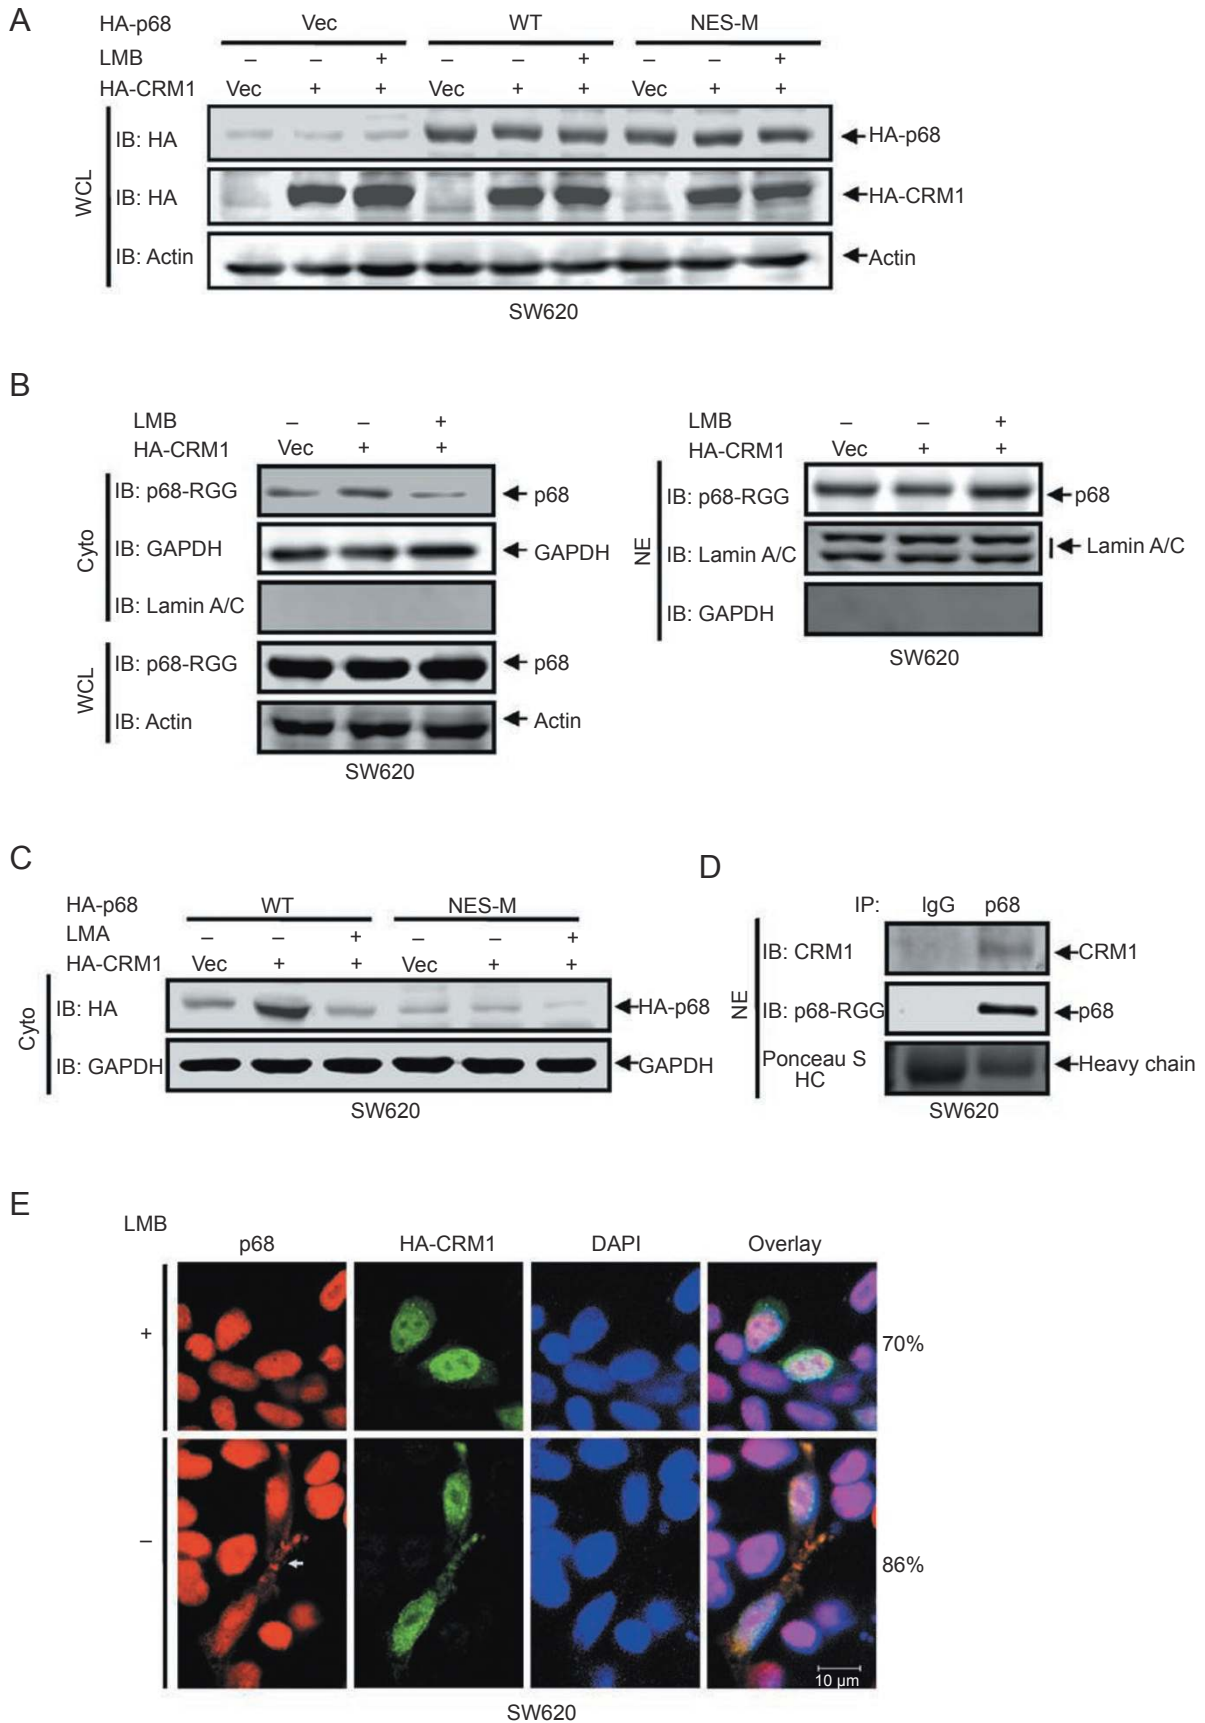 A
HA-p68 Vec WT NES-M
LMB – – + – – + – – +
HA-CRM1 Vec + + Vec + + Vec + +
WCL
IB: HA HA-p68
IB: HA HA-CRM1
IB: Actin Actin
SW620
B
LMB – – +
HA-CRM1 Vec + +
Cyto
IB: p68-RGG p68
IB: GAPDH GAPDH
IB: Lamin A/C
WCL
IB: p68-RGG p68
IB: Actin Actin
SW620
LMB – – +
HA-CRM1 Vec + +
NE
IB: p68-RGG p68
IB: Lamin A/C Lamin A/C
IB: GAPDH
SW620
C
HA-p68 WT NES-M
LMA – – + – – +
HA-CRM1 Vec + + Vec + +
Cyto
IB: HA HA-p68
IB: GAPDH GAPDH
SW620
D
IP: IgG p68
NE
IB: CRM1 CRM1
IB: p68-RGG p68
Ponceau S
HC
Heavy chain
SW620
E
LMB
p68 HA-CRM1 DAPI Overlay
+ 70%
– 86%
10 µm
SW620